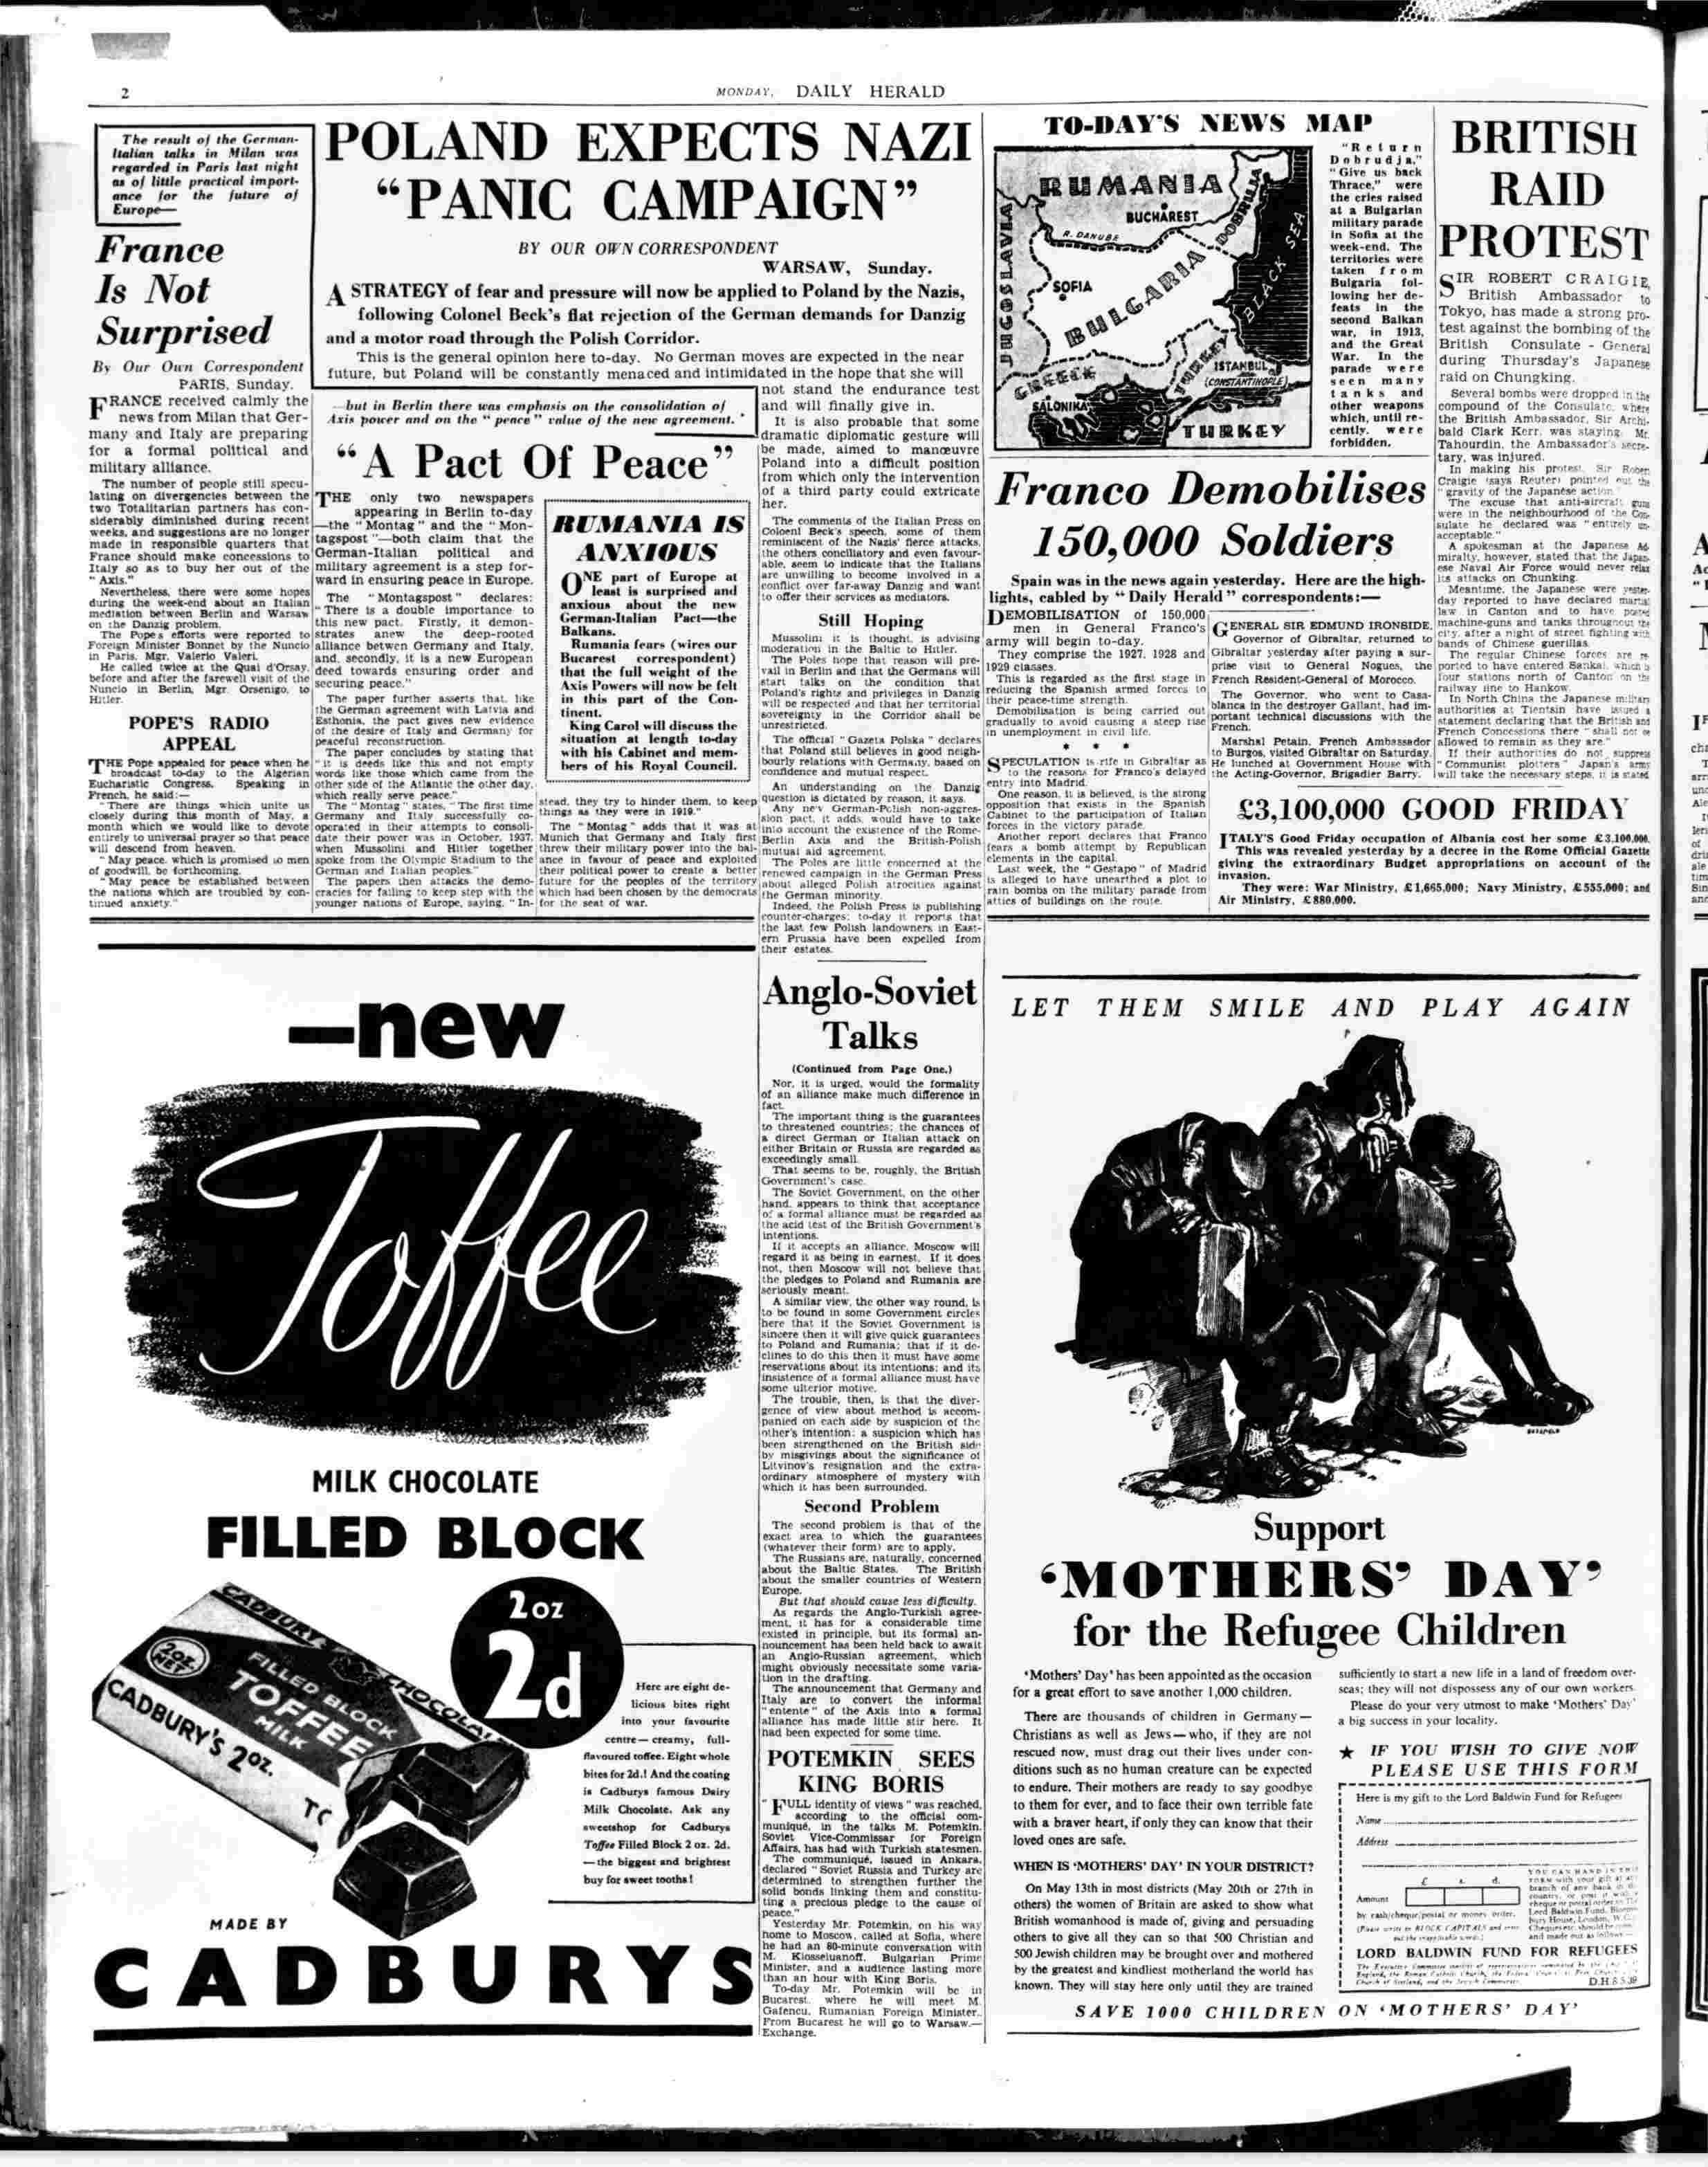 2
MONDAY, DAILY HERALD
The result of the German-
Italian talks in Milan was
regarded in Paris last night
as of little practical import-
ance for the future of
Europe—
France
Is Not
Surprised
By Our Own Correspondent
PARIS, Sunday.
FRANCE received calmly the
news from Milan that Ger-
many and Italy are preparing
for a formal political and
military alliance.
The number of people still specu-
lating on divergencies between the
two Totalitarian partners has con-
siderably diminished during recent
weeks, and suggestions are no longer
made in responsible quarters that
France should make concessions to
Italy so as to buy her out of the
"Axis."
Nevertheless, there were some hopes
during the week-end about an Italian
mediation between Berlin and Warsaw
on the Danzig problem.
The Pope's efforts were reported to
Foreign Minister Bonnet by the Nuncio
in Paris, Mgr. Valerio Valeri.
He called twice at the Quai d'Orsay,
before and after the farewell visit of the
Nuncio in Berlin, Mgr. Orsenigo, to
Hitler.
POPE'S RADIO
APPEAL
THE Pope appealed for peace when he
broadcast to-day to the Algerian
Eucharistic Congress. Speaking in
French, he said:—
"There are things which unite us
closely during this month of May, a
month which we would like to devote
entirely to universal prayer so that peace
will descend from heaven.
"May peace, which is promised to men
of goodwill, be forthcoming.
"May peace be established between
the nations which are troubled by con-
tinued anxiety."
POLAND EXPECTS NAZI
"PANIC CAMPAIGN"
BY OUR OWN CORRESPONDENT
WARSAW, Sunday.
A STRATEGY of fear and pressure will now be applied to Poland by the Nazis,
following Colonel Beck's flat rejection of the German demands for Danzig
and a motor road through the Polish Corridor.
This is the general opinion here to-day. No German moves are expected in the near
future, but Poland will be constantly menaced and intimidated in the hope that she will
not stand the endurance test
and will finally give in.
It is also probable that some
dramatic diplomatic gesture will
be made, aimed to manœuvre
Poland into a difficult position
from which only the intervention
of a third party could extricate
her.
The comments of the Italian Press on
Coloenl Beck's speech, some of them
reminiscent of the Nazis' fierce attacks,
the others conciliatory and even favour-
able, seem to indicate that the Italians
are unwilling to become involved in a
conflict over far-away Danzig and want
to offer their services as mediators.
Still Hoping
Mussolini it is thought, is advising
moderation in the Baltic to Hitler.
The Poles hope that reason will pre-
vail in Berlin and that the Germans will
start talks on the condition that
Poland's rights and privileges in Danzig
will be respected and that her territorial
sovereignty in the Corridor shall be
unrestricted.
The official "Gazeta Polska" declares
that Poland still believes in good neigh-
bourly relations with Germany, based on
confidence and mutual respect.
An understanding on the Danzig
question is dictated by reason, it says.
Any new German-Polish non-aggres-
sion pact, it adds, would have to take
into account the existence of the Rome-
Berlin Axis and the British-Polish
mutual aid agreement.
The Poles are little concerned at the
renewed campaign in the German Press
about alleged Polish atrocities against
the German minority.
Indeed, the Polish Press is publishing
counter-charges; to-day it reports that
the last few Polish landowners in East-
ern Prussia have been expelled from
their estates.
—but in Berlin there was emphasis on the consolidation of
Axis power and on the "peace" value of the new agreement.
"A Pact Of Peace"
THE only two newspapers
appearing in Berlin to-day
—the "Montag" and the "Mon-
tagspost"—both claim that the
German-Italian political and
military agreement is a step for-
ward in ensuring peace in Europe.
The "Montagspost" declares:
"There is a double importance to
this new pact. Firstly, it demon-
strates anew the deep-rooted
alliance betwen Germany and Italy,
and, secondly, it is a new European
deed towards ensuring order and
securing peace."
The paper further asserts that, like
the German agreement with Latvia and
Esthonia, the pact gives new evidence
of the desire of Italy and Germany for
peaceful reconstruction.
The paper concludes by stating that
"it is deeds like this and not empty
words like those which came from the
other side of the Atlantic the other day,
which really serve peace."
The "Montag" states, "The first time
Germany and Italy successfully co-
operated in their attempts to consoli-
date their power was in October, 1937,
when Mussolini and Hitler together
spoke from the Olympic Stadium to the
German and Italian peoples."
The papers then attacks the demo-
cracies for failing to keep step with the
younger nations of Europe, saying, "In-
stead, they try to hinder them, to keep
things as they were in 1919."
The "Montag" adds that it was at
Munich that Germany and Italy first
threw their military power into the bal-
ance in favour of peace and exploited
their political power to create a better
future for the peoples of the territory
which had been chosen by the democrats
for the seat of war.
RUMANIA IS
ANXIOUS
ONE part of Europe at
least is surprised and
anxious about the new
German-Italian Pact—the
Balkans.
Rumania fears (wires our
Bucarest correspondent)
that the full weight of the
Axis Powers will now be felt
in this part of the Con-
tinent.
King Carol will discuss the
situation at length to-day
with his Cabinet and mem-
bers of his Royal Council.
TO-DAY'S NEWS MAP
RUMANIA
BUCHAREST
R. DANUBE
DOBRUJA
JUGOSLAVIA
SOFIA
BULGARIA
BLACK SEA
GREECE
TURKEY
ISTANBUL
(CONSTANTINOPLE)
SALONIKA
TURKEY
"Return
Dobrudja,"
"Give us back
Thrace," were
the cries raised
at a Bulgarian
military parade
in Sofia at the
week-end. The
territories were
taken from
Bulgaria fol-
lowing her de-
feats in the
second Balkan
war, in 1913,
and the Great
War. In the
parade were
seen many
tanks and
other weapons
which, until re-
cently, were
forbidden.
Franco Demobilises
150,000 Soldiers
Spain was in the news again yesterday. Here are the high-
lights, cabled by "Daily Herald" correspondents:—
DEMOBILISATION of 150,000
men in General Franco's
army will begin to-day.
They comprise the 1927, 1928 and
1929 classes.
This is regarded as the first stage in
reducing the Spanish armed forces to
their peace-time strength.
Demobilisation is being carried out
gradually to avoid causing a steep rise
in unemployment in civil life.
* * *
SPECULATION is rife in Gibraltar as
to the reasons for Franco's delayed
entry into Madrid.
One reason, it is believed, is the strong
opposition that exists in the Spanish
Cabinet to the participation of Italian
forces in the victory parade.
Another report declares that Franco
fears a bomb attempt by Republican
elements in the capital.
Last week, the "Gestapo" of Madrid
is alleged to have unearthed a plot to
rain bombs on the military parade from
attics of buildings on the route.
GENERAL SIR EDMUND IRONSIDE,
Governor of Gibraltar, returned to
Gibraltar yesterday after paying a sur-
prise visit to General Nogues, the
French Resident-General of Morocco.
The Governor, who went to Casa-
blanca in the destroyer Gallant, had im-
portant technical discussions with the
French.
Marshal Petain, French Ambassador
to Burgos, visited Gibraltar on Saturday.
He lunched at Government House with
the Acting-Governor, Brigadier Barry.
BRITISH
RAID
PROTEST
SIR ROBERT CRAIGIE,
British Ambassador to
Tokyo, has made a strong pro-
test against the bombing of the
British Consulate-General
during Thursday's Japanese
raid on Chungking.
Several bombs were dropped in the
compound of the Consulate, where
the British Ambassador, Sir Archi-
bald Clark Kerr, was staying. Mr.
Tahourdin, the Ambassador's secre-
tary, was injured.
In making his protest, Sir Robert
Craigie (says Reuter) pointed out the
"gravity of the Japanese action."
The excuse that anti-aircraft guns
were in the neighbourhood of the Con-
sulate he declared was "entirely un-
acceptable."
A spokesman at the Japanese Ad-
miralty, however, stated that the Japan-
ese Naval Air Force would never relax
its attacks on Chunking.
Meantime, the Japanese were yester-
day reported to have declared martial
law in Canton and to have posted
machine-guns and tanks throughout the
city, after a night of street fighting with
bands of Chinese guerillas.
The regular Chinese forces are re-
ported to have entered Sankai, which is
four stations north of Canton on the
railway line to Hankow.
In North China the Japanese military
authorities at Tientsin have issued a
statement declaring that the British and
French Concessions there "shall not be
allowed to remain as they are."
If their authorities do not suppress
"Communist plotters" Japan's army
will take the necessary steps, it is stated.
£3,100,000 GOOD FRIDAY
ITALY'S Good Friday occupation of Albania cost her some £3,100,000.
This was revealed yesterday by a decree in the Rome Official Gazette
giving the extraordinary Budget appropriations on account of the
invasion.
They were: War Ministry, £1,665,000; Navy Ministry, £555,000; and
Air Ministry, £880,000.
—new
Toffee
MILK CHOCOLATE
FILLED BLOCK
2oz
2d
CADBURY
CHOCOLATE
2 OZ. NET
FILLED BLOCK
TOFFEE
MILK
CADBURY'S 2OZ.
Here are eight de-
licious bites right
into your favourite
centre—creamy, full-
flavoured toffee. Eight whole
bites for 2d.! And the coating
is Cadburys famous Dairy
Milk Chocolate. Ask any
sweetshop for Cadburys
Toffee Filled Block 2 oz. 2d.
—the biggest and brightest
buy for sweet tooths!
MADE BY
CADBURYS
Anglo-Soviet
Talks
(Continued from Page One.)
Nor, it is urged, would the formality
of an alliance make much difference in
fact.
The important thing is the guarantees
to threatened countries; the chances of
a direct German or Italian attack on
either Britain or Russia are regarded as
exceedingly small.
That seems to be, roughly, the British
Government's case.
The Soviet Government, on the other
hand, appears to think that acceptance
of a formal alliance must be regarded as
the acid test of the British Government's
intentions.
If it accepts an alliance, Moscow will
regard it as being in earnest. If it does
not, then Moscow will not believe that
the pledges to Poland and Rumania are
seriously meant.
A similar view, the other way round, is
to be found in some Government circles
here that if the Soviet Government is
sincere then it will give quick guarantees
to Poland and Rumania; that if it de-
clines to do this then it must have some
reservations about its intentions; and its
insistence of a formal alliance must have
some ulterior motive.
The trouble, then, is that the diver-
gence of view about method is accom-
panied on each side by suspicion of the
other's intention; a suspicion which has
been strengthened on the British side
by misgivings about the significance of
Litvinov's resignation and the extra-
ordinary atmosphere of mystery with
which it has been surrounded.
Second Problem
The second problem is that of the
exact area to which the guarantees
(whatever their form) are to apply.
The Russians are, naturally, concerned
about the Baltic States. The British
about the smaller countries of Western
Europe.
But that should cause less difficulty.
As regards the Anglo-Turkish agree-
ment, it has for a considerable time
existed in principle, but its formal an-
nouncement has been held back to await
an Anglo-Russian agreement, which
might obviously necessitate some varia-
tion in the drafting.
The announcement that Germany and
Italy are to convert the informal
"entente" of the Axis into a formal
alliance has made little stir here. It
had been expected for some time.
POTEMKIN SEES
KING BORIS
"FULL identity of views" was reached,
according to the official com-
muniqué, in the talks M. Potemkin,
Soviet Vice-Commissar for Foreign
Affairs, has had with Turkish statesmen.
The communiqué, issued in Ankara,
declared "Soviet Russia and Turkey are
determined to strengthen further the
solid bonds linking them and constitu-
ting a precious pledge to the cause of
peace."
Yesterday Mr. Potemkin, on his way
home to Moscow, called at Sofia, where
he had an 80-minute conversation with
M. Kiosseluanoff, Bulgarian Prime
Minister, and a audience lasting more
than an hour with King Boris.
To-day Mr. Potemkin will be in
Bucarest, where he will meet M.
Gafencu, Rumanian Foreign Minister.
From Bucarest he will go to Warsaw.—
Exchange.
LET THEM SMILE AND PLAY AGAIN
Support
'MOTHERS' DAY'
for the Refugee Children
'Mothers' Day' has been appointed as the occasion
for a great effort to save another 1,000 children.
There are thousands of children in Germany—
Christians as well as Jews—who, if they are not
rescued now, must drag out their lives under con-
ditions such as no human creature can be expected
to endure. Their mothers are ready to say goodbye
to them for ever, and to face their own terrible fate
with a braver heart, if only they can know that their
loved ones are safe.
WHEN IS 'MOTHERS' DAY' IN YOUR DISTRICT?
On May 13th in most districts (May 20th or 27th in
others) the women of Britain are asked to show what
British womanhood is made of, giving and persuading
others to give all they can so that 500 Christian and
500 Jewish children may be brought over and mothered
by the greatest and kindliest motherland the world has
known. They will stay here only until they are trained
sufficiently to start a new life in a land of freedom over-
seas; they will not dispossess any of our own workers.
Please do your very utmost to make 'Mothers' Day'
a big success in your locality.
★ IF YOU WISH TO GIVE NOW
PLEASE USE THIS FORM
Here is my gift to the Lord Baldwin Fund for Refugees
Name
Address
£ s. d.
Amount
by cash/cheque/postal or money order.
(Please write in BLOCK CAPITALS and
YOU CAN HAND IN THIS
FORM with your gift at any
branch of any bank in the
country, or post it with
cheque or postal order to The
Lord Baldwin Fund,
bury House, London, W.C.
and made out as follows—
LORD BALDWIN FUND FOR REFUGEES
D.H.8.5.39
SAVE 1000 CHILDREN ON 'MOTHERS' DAY'